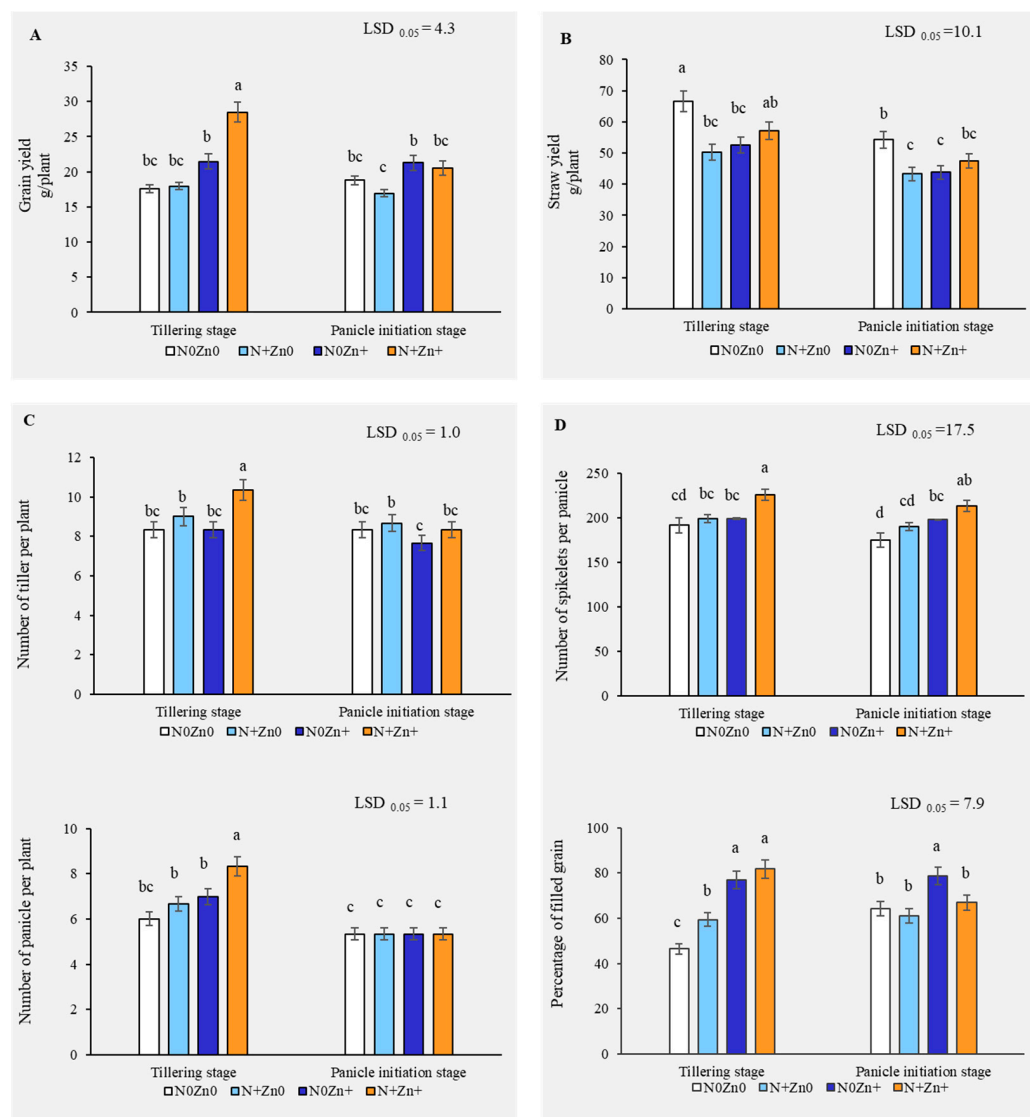 A
LSD 0.05 = 4.3
Grain yield
g/plant
35
30
25
20
15
10
5
0
bc bc b a
bc c b bc
Tillering stage Panicle initiation stage
N0Zn0 N+Zn0 N0Zn+ N+Zn+
B
LSD 0.05 =10.1
Straw yield
g/plant
80
70
60
50
40
30
20
10
0
a bc bc ab
b c c bc
Tillering stage Panicle initiation stage
N0Zn0 N+Zn0 N0Zn+ N+Zn+
C
LSD 0.05 = 1.0
Number of tiller per plant
12
10
8
6
4
2
0
bc b bc a
bc b c bc
Tillering stage Panicle initiation stage
N0Zn0 N+Zn0 N0Zn+ N+Zn+
D
LSD 0.05 =17.5
Number of spikelets per panicle
250
200
150
100
50
0
cd bc bc a
d cd bc ab
Tillering stage Panicle initiation stage
N0Zn0 N+Zn0 N0Zn+ N+Zn+
LSD 0.05 = 1.1
Number of panicle per plant
10
8
6
4
2
0
bc b b a
c c c c
Tillering stage Panicle initiation stage
N0Zn0 N+Zn0 N0Zn+ N+Zn+
LSD 0.05 = 7.9
Percentage of filled grain
100
80
60
40
20
0
c b a a
b b a b
Tillering stage Panicle initiation stage
N0Zn0 N+Zn0 N0Zn+ N+Zn+